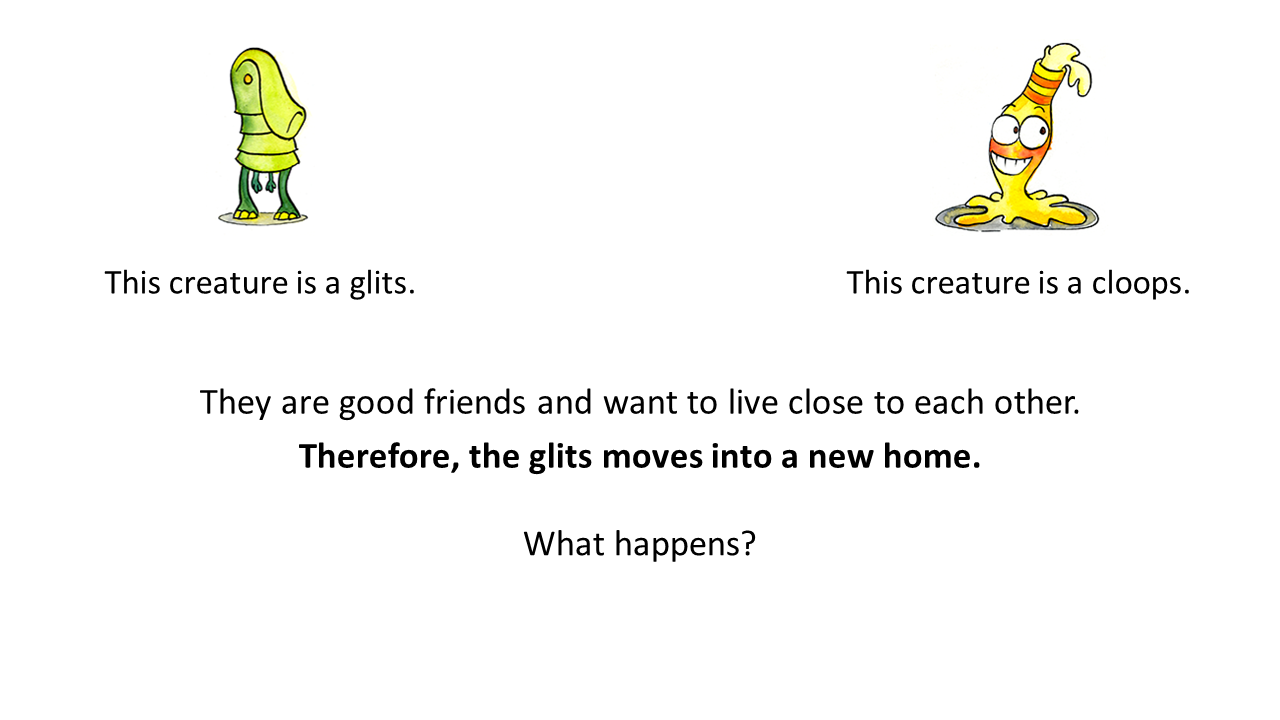 This creature is a glits.
This creature is a cloops.
They are good friends and want to live close to each other.
Therefore, the glits moves into a new home.
What happens?